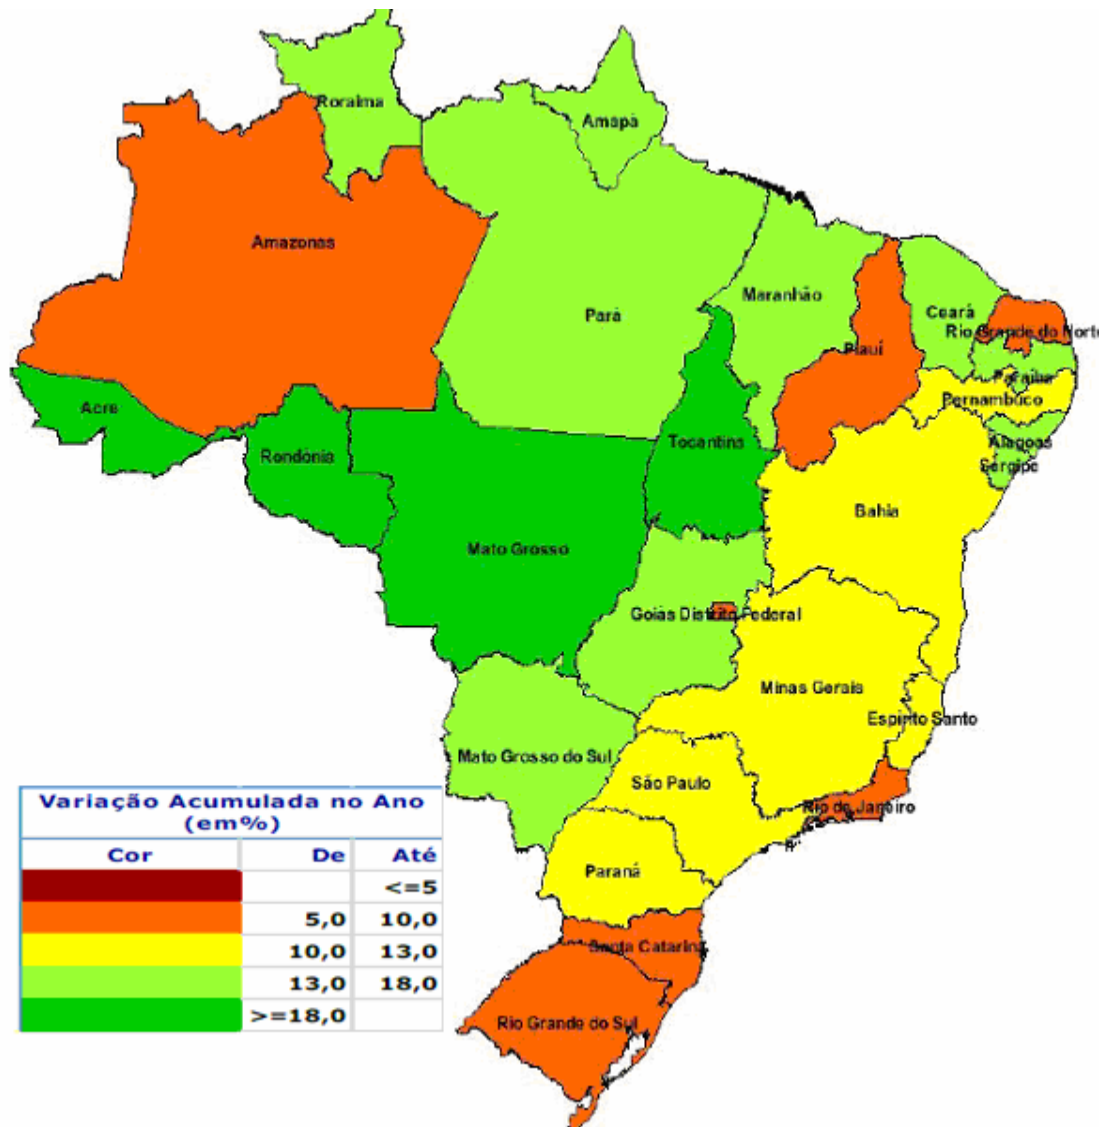 Roraima
Amapá
Amazonas
Pará
Maranhão
Ceará
Rio Grande do Norte
Piauí
Paraíba
Pernambuco
Acre
Rondônia
Tocantins
Alagoas
Sergipe
Bahia
Mato Grosso
Goiás Distrito Federal
Minas Gerais
Espírito Santo
Mato Grosso do Sul
São Paulo
Rio de Janeiro
Paraná
Santa Catarina
Rio Grande do Sul
Variação Acumulada no Ano
(em%)
Cor De Até
<=5
5,0 10,0
10,0 13,0
13,0 18,0
>=18,0